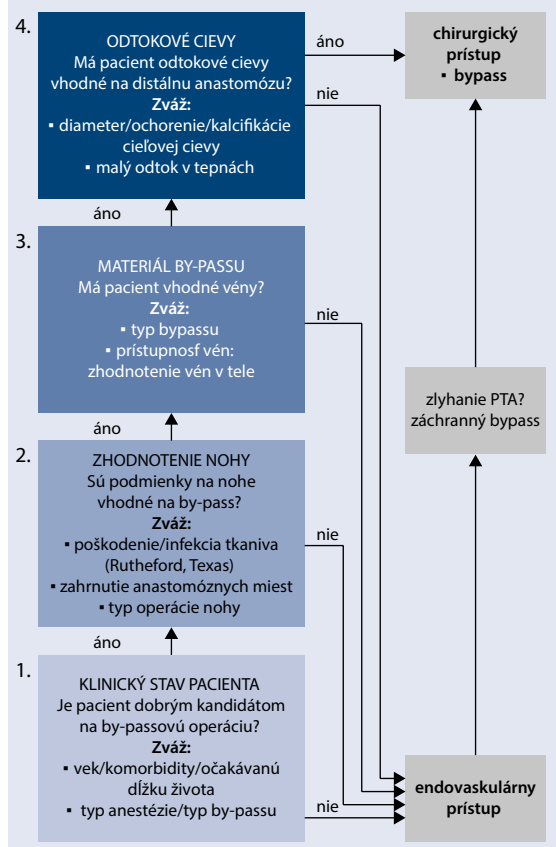 4.
ODTOKOVÉ CIEVY
Má pacient odtokové cievy
vhodné na distálnu anastomózu?
Zváž:
▪ diameter/ochorenie/kalcifikácie
cieľovej cievy
▪ malý odtok v tepnách
áno
nie
chirurgický
prístup
▪ bypass
áno
3.
MATERIÁL BY-PASSU
Má pacient vhodné vény?
Zváž:
▪ typ bypassu
▪ prístupnosť vén:
zhodnotenie vén v tele
nie
zlyhanie PTA?
záchranný bypass
áno
2.
ZHODNOTENIE NOHY
Sú podmienky na nohe
vhodné na by-pass?
Zváž:
▪ poškodenie/infekcia tkaniva
(Rutheford, Texas)
▪ zahrnutie anastomóznych miest
▪ typ operácie nohy
nie
áno
1.
KLINICKÝ STAV PACIENTA
Je pacient dobrým kandidátom
na by-passovú operáciu?
Zváž:
▪ vek/komorbidity/očakávanú
dĺžku života
▪ typ anestézie/typ by-passu
nie
endovaskulárny
prístup